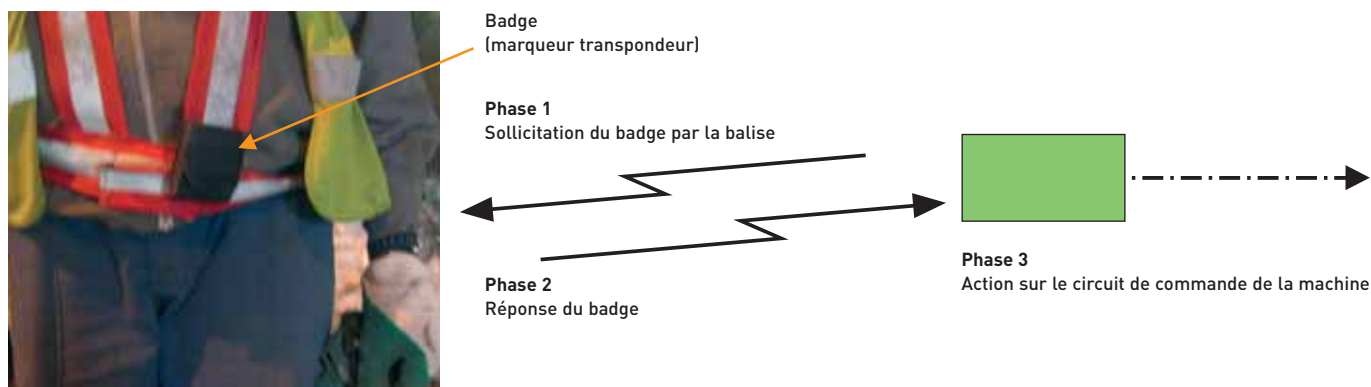 Badge
(marqueur transpondeur)
Phase 1
Sollicitation du badge par la balise
Phase 2
Réponse du badge
Phase 3
Action sur le circuit de commande de la machine